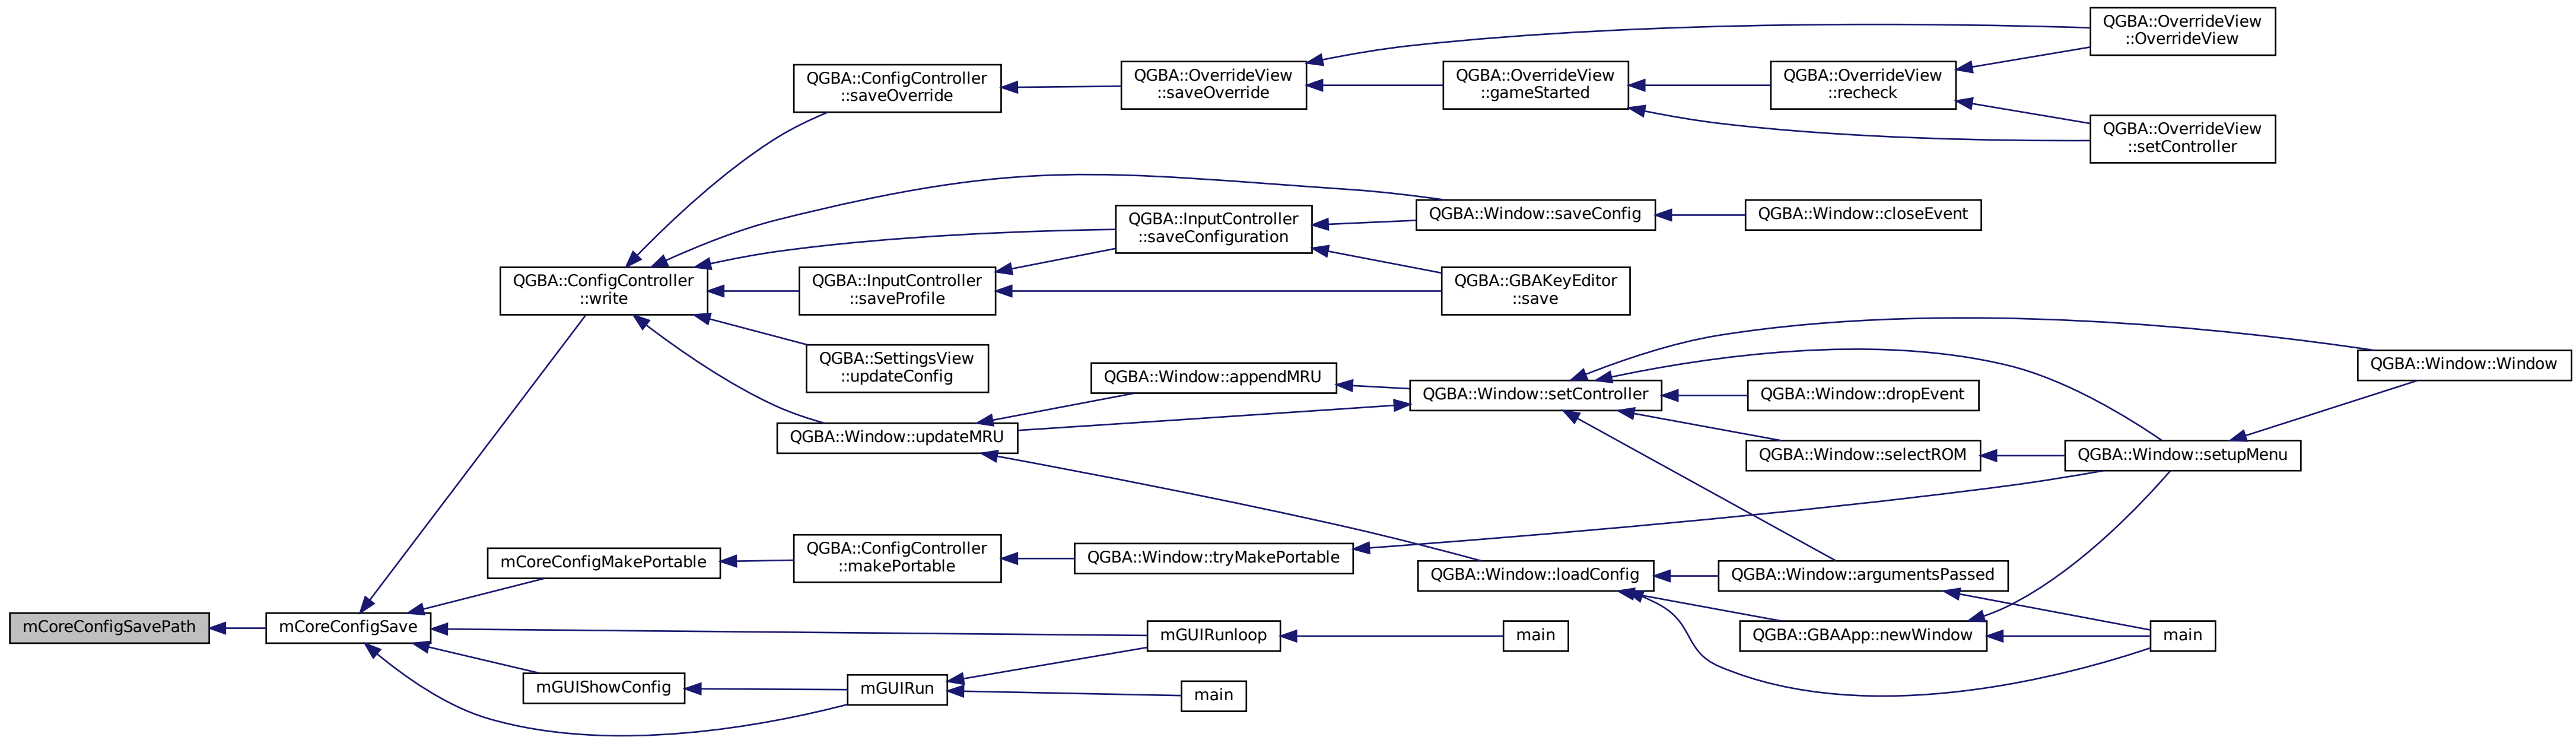 QGBA::OverrideView
::OverrideView
QGBA::ConfigController
::saveOverride
QGBA::OverrideView
::saveOverride
QGBA::OverrideView
::gameStarted
QGBA::OverrideView
::recheck
QGBA::OverrideView
::setController
QGBA::InputController
::saveConfiguration
QGBA::Window::saveConfig
QGBA::Window::closeEvent
QGBA::ConfigController
::write
QGBA::InputController
::saveProfile
QGBA::GBAKeyEditor
::save
QGBA::SettingsView
::updateConfig
QGBA::Window::appendMRU
QGBA::Window::setController
QGBA::Window::dropEvent
QGBA::Window::Window
QGBA::Window::updateMRU
QGBA::Window::selectROM
QGBA::Window::setupMenu
mCoreConfigMakePortable
QGBA::ConfigController
::makePortable
QGBA::Window::tryMakePortable
QGBA::Window::loadConfig
QGBA::Window::argumentsPassed
mCoreConfigSavePath
mCoreConfigSave
mGUIRunloop
main
QGBA::GBAApp::newWindow
main
mGUIShowConfig
mGUIRun
main